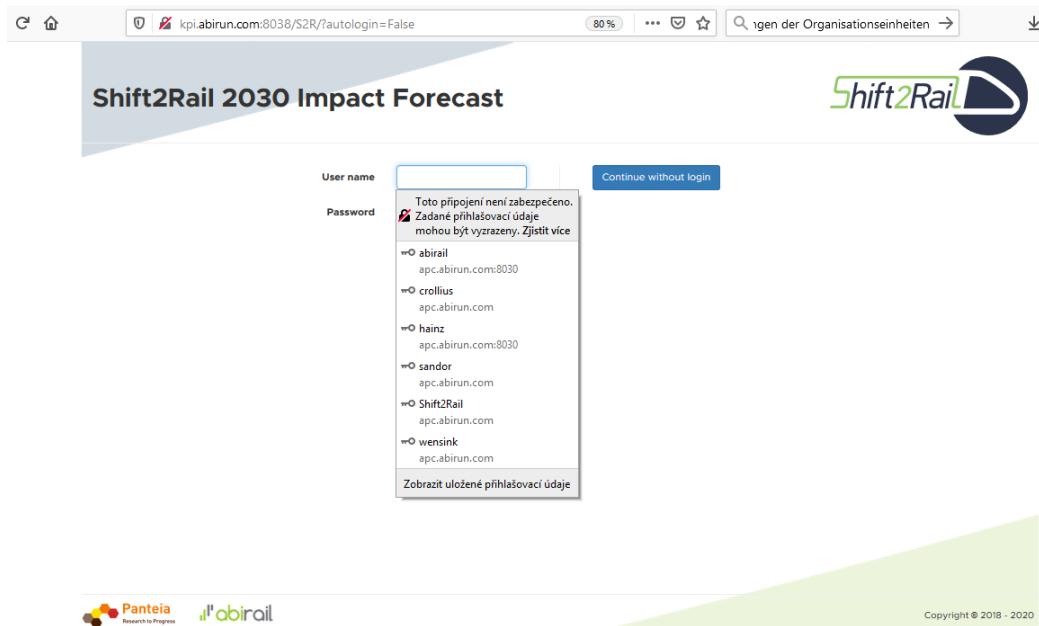 kpi.abirun.com:8038/S2R/?autologin=False
80 %
ıgen der Organisationseinheiten
Shift2Rail 2030 Impact Forecast
Shift2Rail
User name
Continue without login
Password
Toto připojení není zabezpečeno.
Zadané přihlašovací údaje
mohou být vyzrazeny. Zjistit více
abirail
apc.abirun.com:8030
crollius
apc.abirun.com
hainz
apc.abirun.com:8030
sandor
apc.abirun.com
Shift2Rail
apc.abirun.com
wensink
apc.abirun.com
Zobrazit uložené přihlašovací údaje
Panteia
Research to Progress
abirail
Copyright © 2018 - 2020